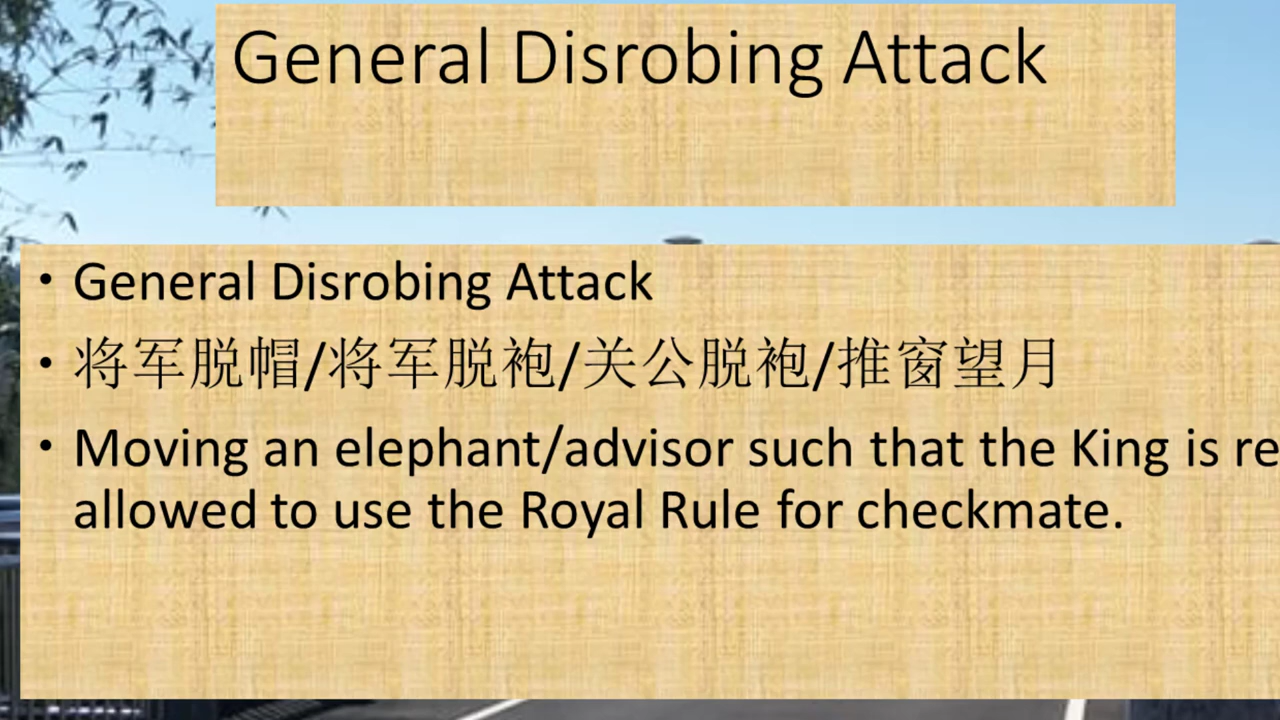 General Disrobing Attack
• General Disrobing Attack
• 将军脱帽/将军脱袍/关公脱袍/推窗望月
• Moving an elephant/advisor such that the King is
allowed to use the Royal Rule for checkmate.